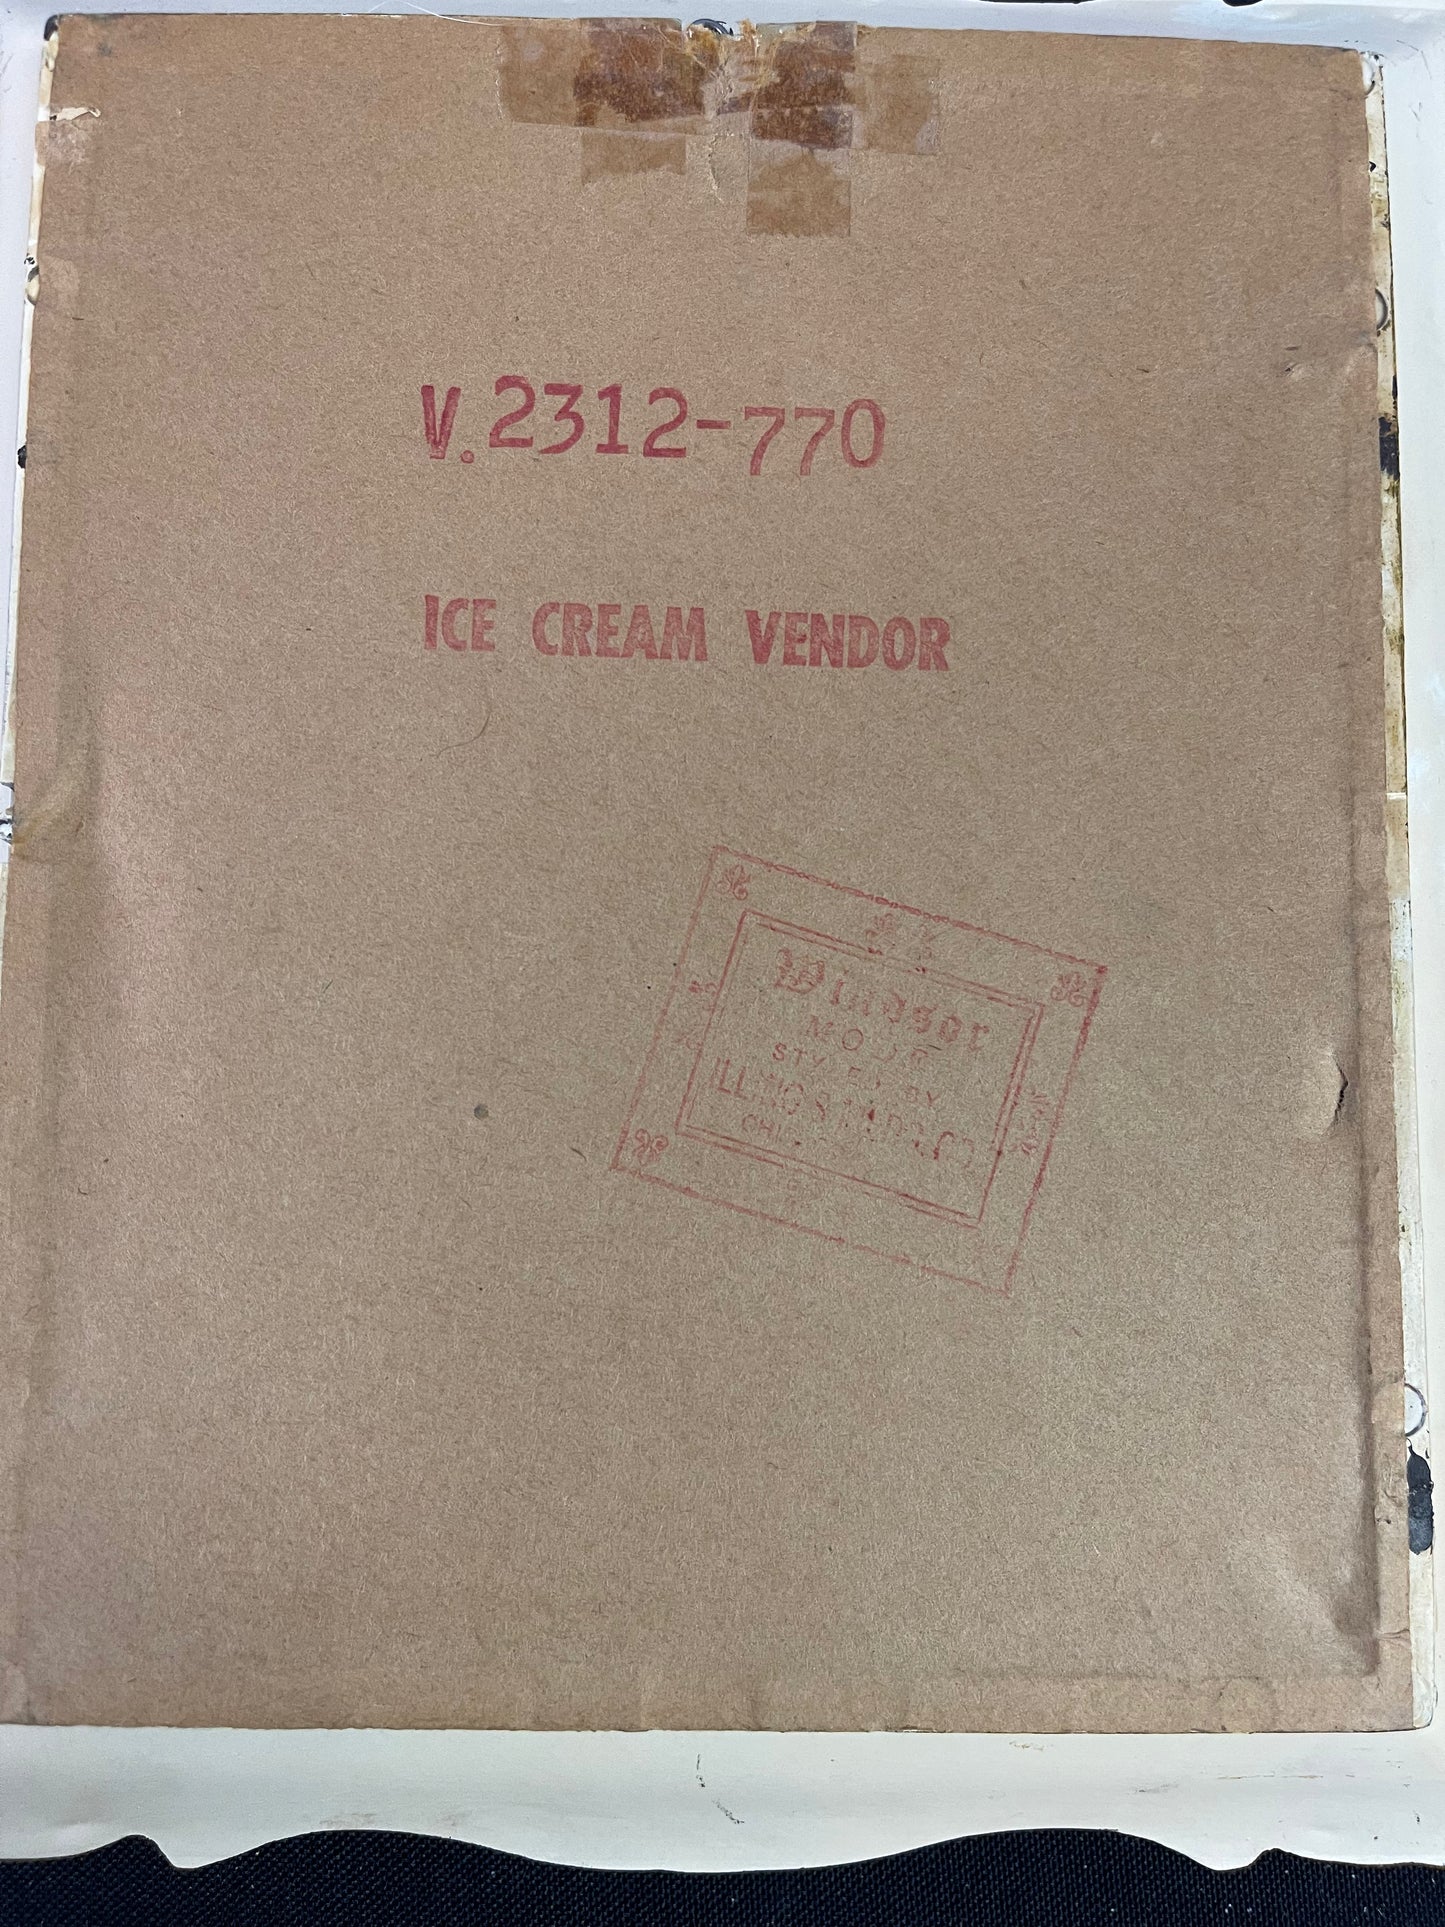 V.2312-770
ICE CREAM VENDOR
Windsor
STYLED BY